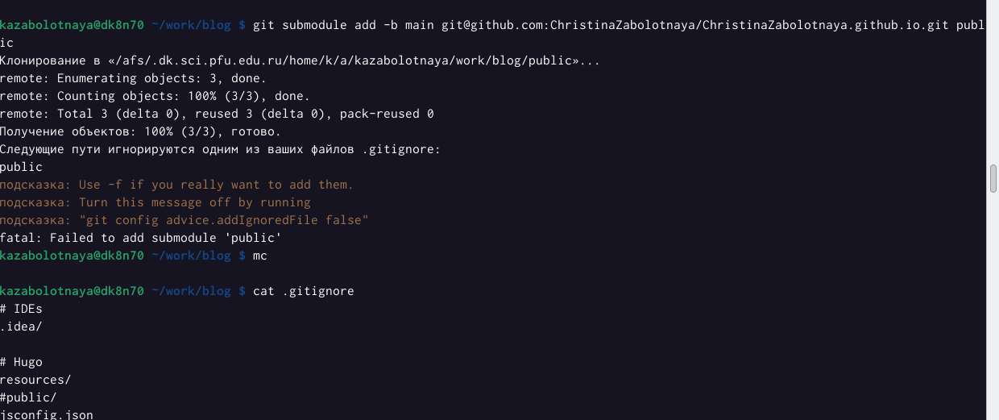 kazabolotnaya@dk8n70 ~/work/blog $ git submodule add -b main git@github.com:ChristinaZabolotnaya/ChristinaZabolotnaya.github.io.git publ
ic
Клонирование в «/afs/.dk.sci.pfu.edu.ru/home/k/a/kazabolotnaya/work/blog/public»...
remote: Enumerating objects: 3, done.
remote: Counting objects: 100% (3/3), done.
remote: Total 3 (delta 0), reused 3 (delta 0), pack-reused 0
Получение объектов: 100% (3/3), готово.
Следующие пути игнорируются одним из ваших файлов .gitignore:
public
подсказка: Use -f if you really want to add them.
подсказка: Turn this message off by running
подсказка: "git config advice.addIgnoredFile false"
fatal: Failed to add submodule 'public'
kazabolotnaya@dk8n70 ~/work/blog $ mc
kazabolotnaya@dk8n70 ~/work/blog $ cat .gitignore
# IDEs
.idea/
# Hugo
resources/
#public/
jsconfig.json